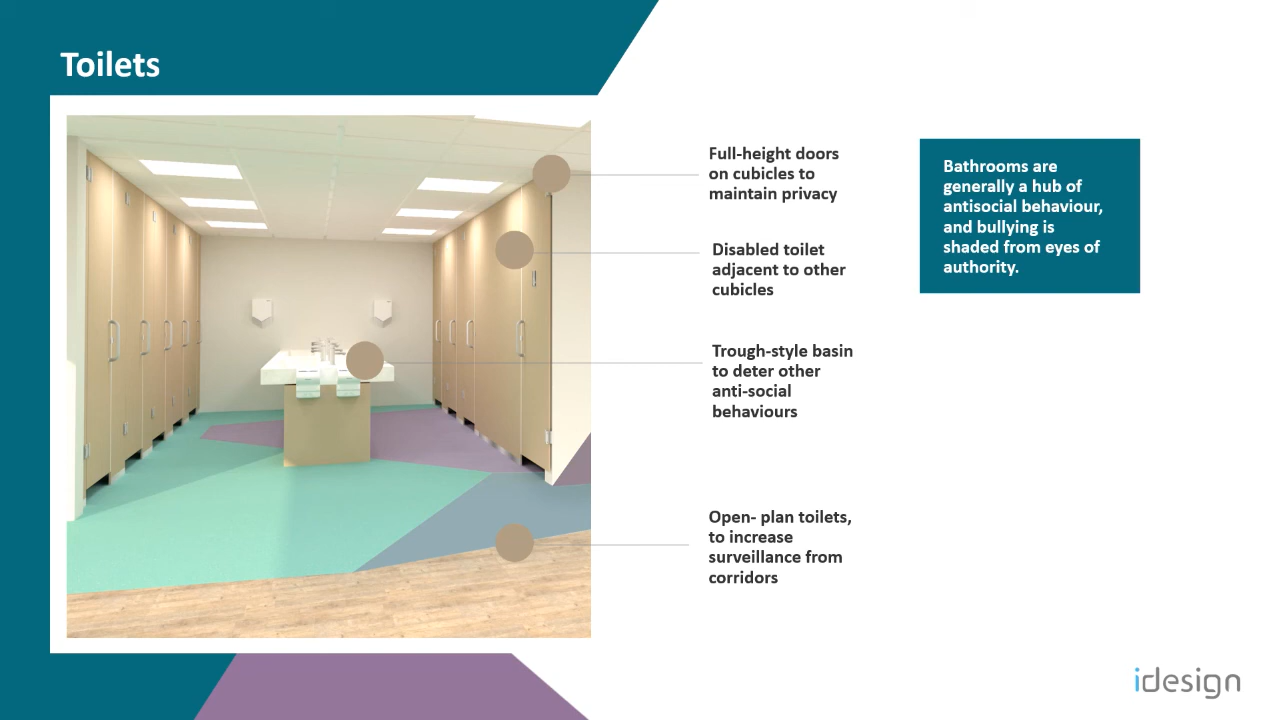 Toilets
Full-height doors
on cubicles to
maintain privacy
Disabled toilet
adjacent to other
cubicles
Trough-style basin
to deter other
anti-social
behaviours
Open- plan toilets,
to increase
surveillance from
corridors
Bathrooms are
generally a hub of
antisocial behaviour,
and bullying is
shaded from eyes of
authority.
idesign